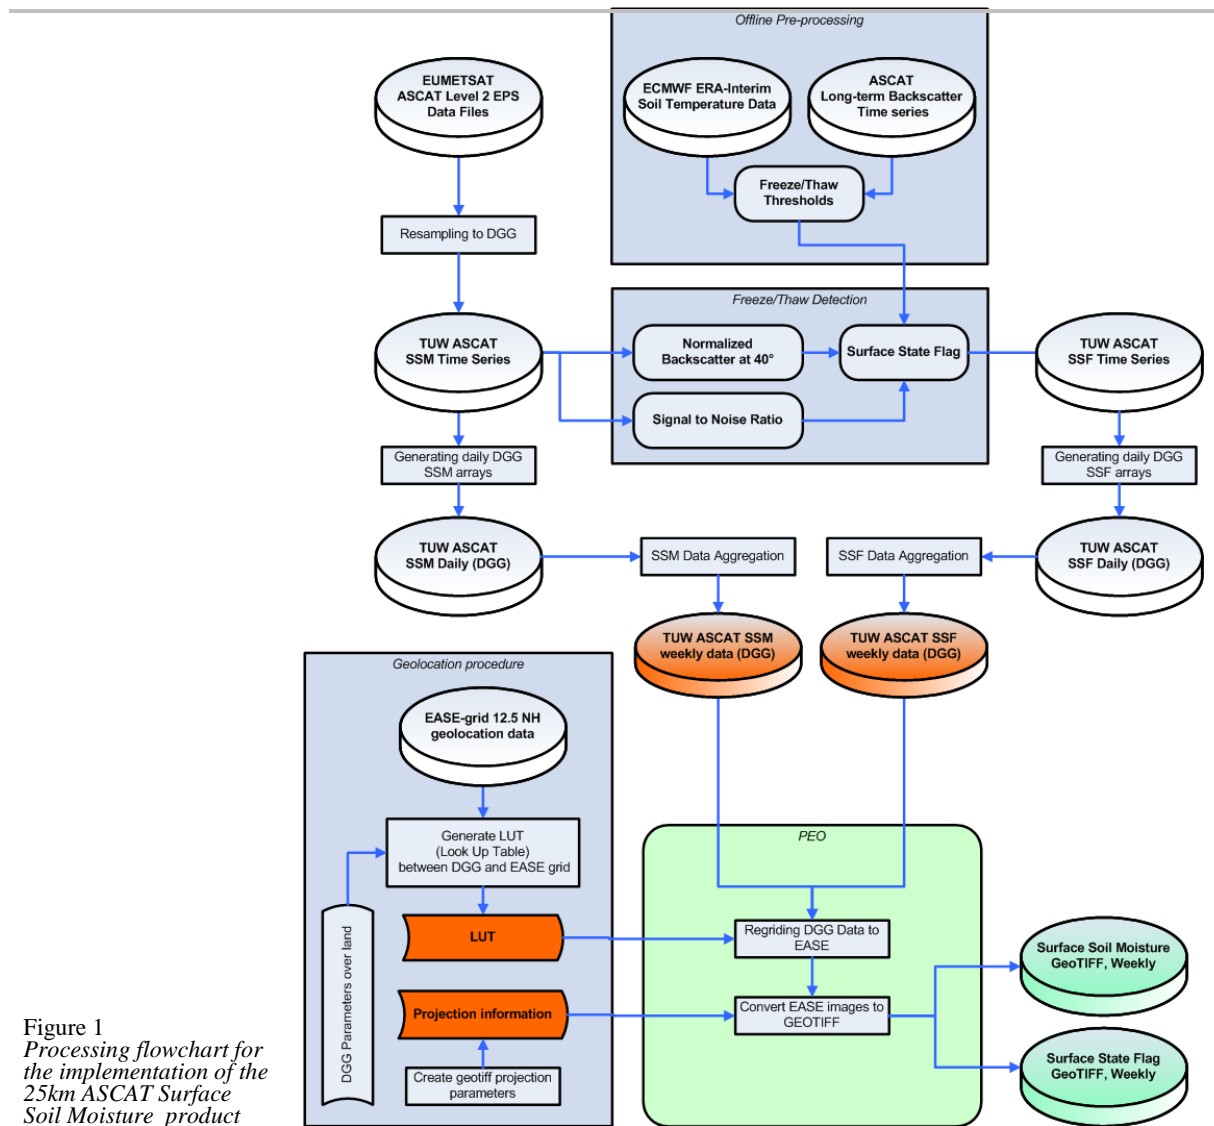 Offline Pre-processing
EUMETSAT
ASCAT Level 2 EPS
Data Files
ECMWF ERA-Interim
Soil Temperature Data
ASCAT
Long-term Backscatter
Time series
Freeze/Thaw
Thresholds
Resampling to DGG
Freeze/Thaw Detection
TUW ASCAT
SSM Time Series
Normalized
Backscatter at 40°
Surface State Flag
TUW ASCAT
SSF Time Series
Signal to Noise Ratio
Generating daily DGG
SSM arrays
Generating daily DGG
SSF arrays
TUW ASCAT
SSM Daily (DGG)
SSM Data Aggregation
SSF Data Aggregation
TUW ASCAT
SSF Daily (DGG)
TUW ASCAT SSM
weekly data (DGG)
TUW ASCAT SSF
weekly data (DGG)
Geolocation procedure
EASE-grid 12.5 NH
geolocation data
Generate LUT
(Look Up Table)
between DGG and EASE grid
DGG Parameters over land
LUT
Projection information
Create geotiff projection
parameters
PEO
Regriding DGG Data to
EASE
Convert EASE images to
GEOTIFF
Surface Soil Moisture
GeoTIFF, Weekly
Surface State Flag
GeoTIFF, Weekly
Figure 1
Processing flowchart for
the implementation of the
25km ASCAT Surface
Soil Moisture product